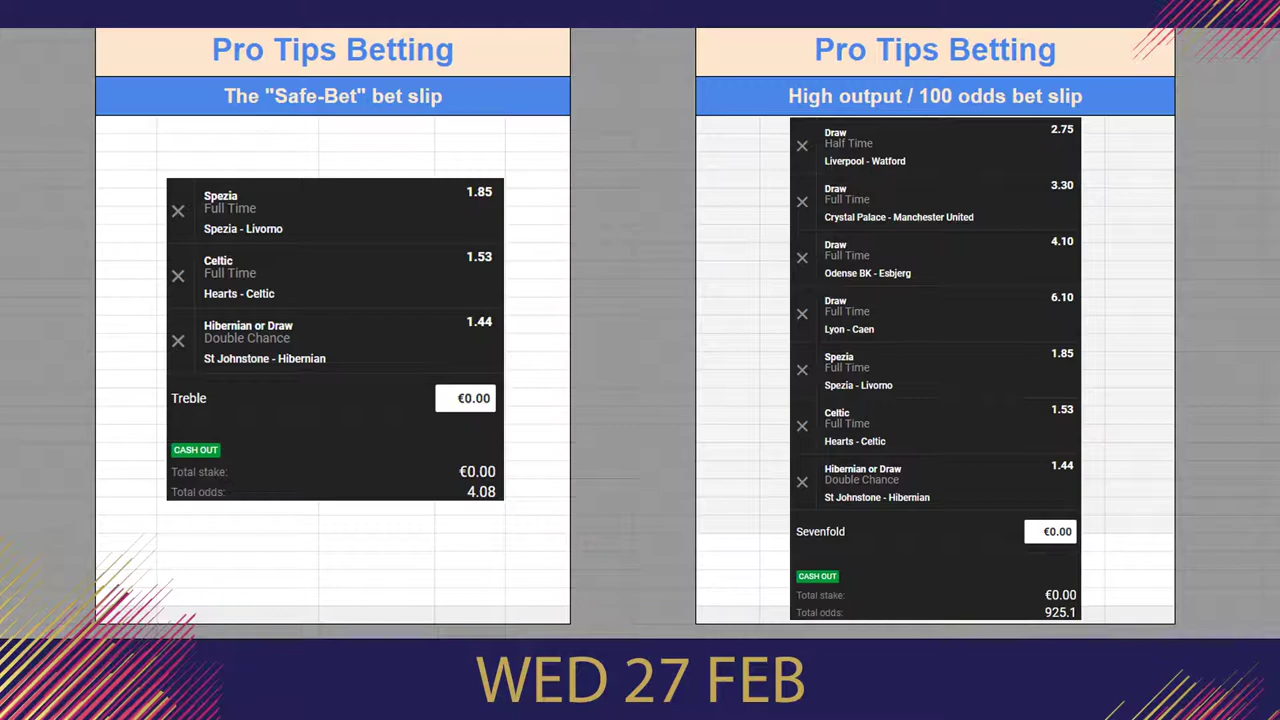 Pro Tips Betting
The "Safe-Bet" bet slip
Spezia 1.85
Full Time
Spezia - Livorno
Celtic 1.53
Full Time
Hearts - Celtic
Hibernian or Draw 1.44
Double Chance
St Johnstone - Hibernian
Treble €0.00
CASH OUT
Total stake: €0.00
Total odds: 4.08
Pro Tips Betting
High output / 100 odds bet slip
Draw 2.75
Half Time
Liverpool - Watford
Draw 3.30
Full Time
Crystal Palace - Manchester United
Draw 4.10
Full Time
Odense BK - Esbjerg
Draw 6.10
Full Time
Lyon - Caen
Spezia 1.85
Full Time
Spezia - Livorno
Celtic 1.53
Full Time
Hearts - Celtic
Hibernian or Draw 1.44
Double Chance
St Johnstone - Hibernian
Sevenfold €0.00
CASH OUT
Total stake: €0.00
Total odds: 925.1
WED 27 FEB